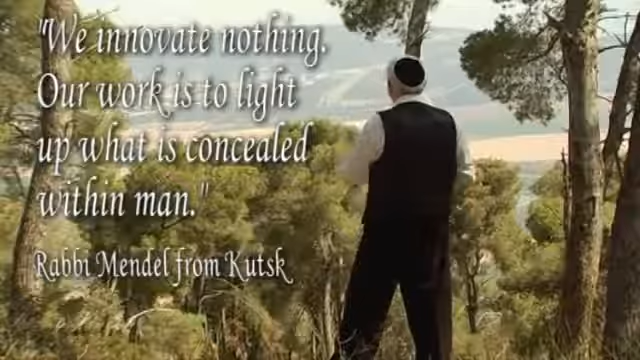 "We innovate nothing.
Our work is to light
up what is concealed
within man."
Rabbi Mendel from Kutsk